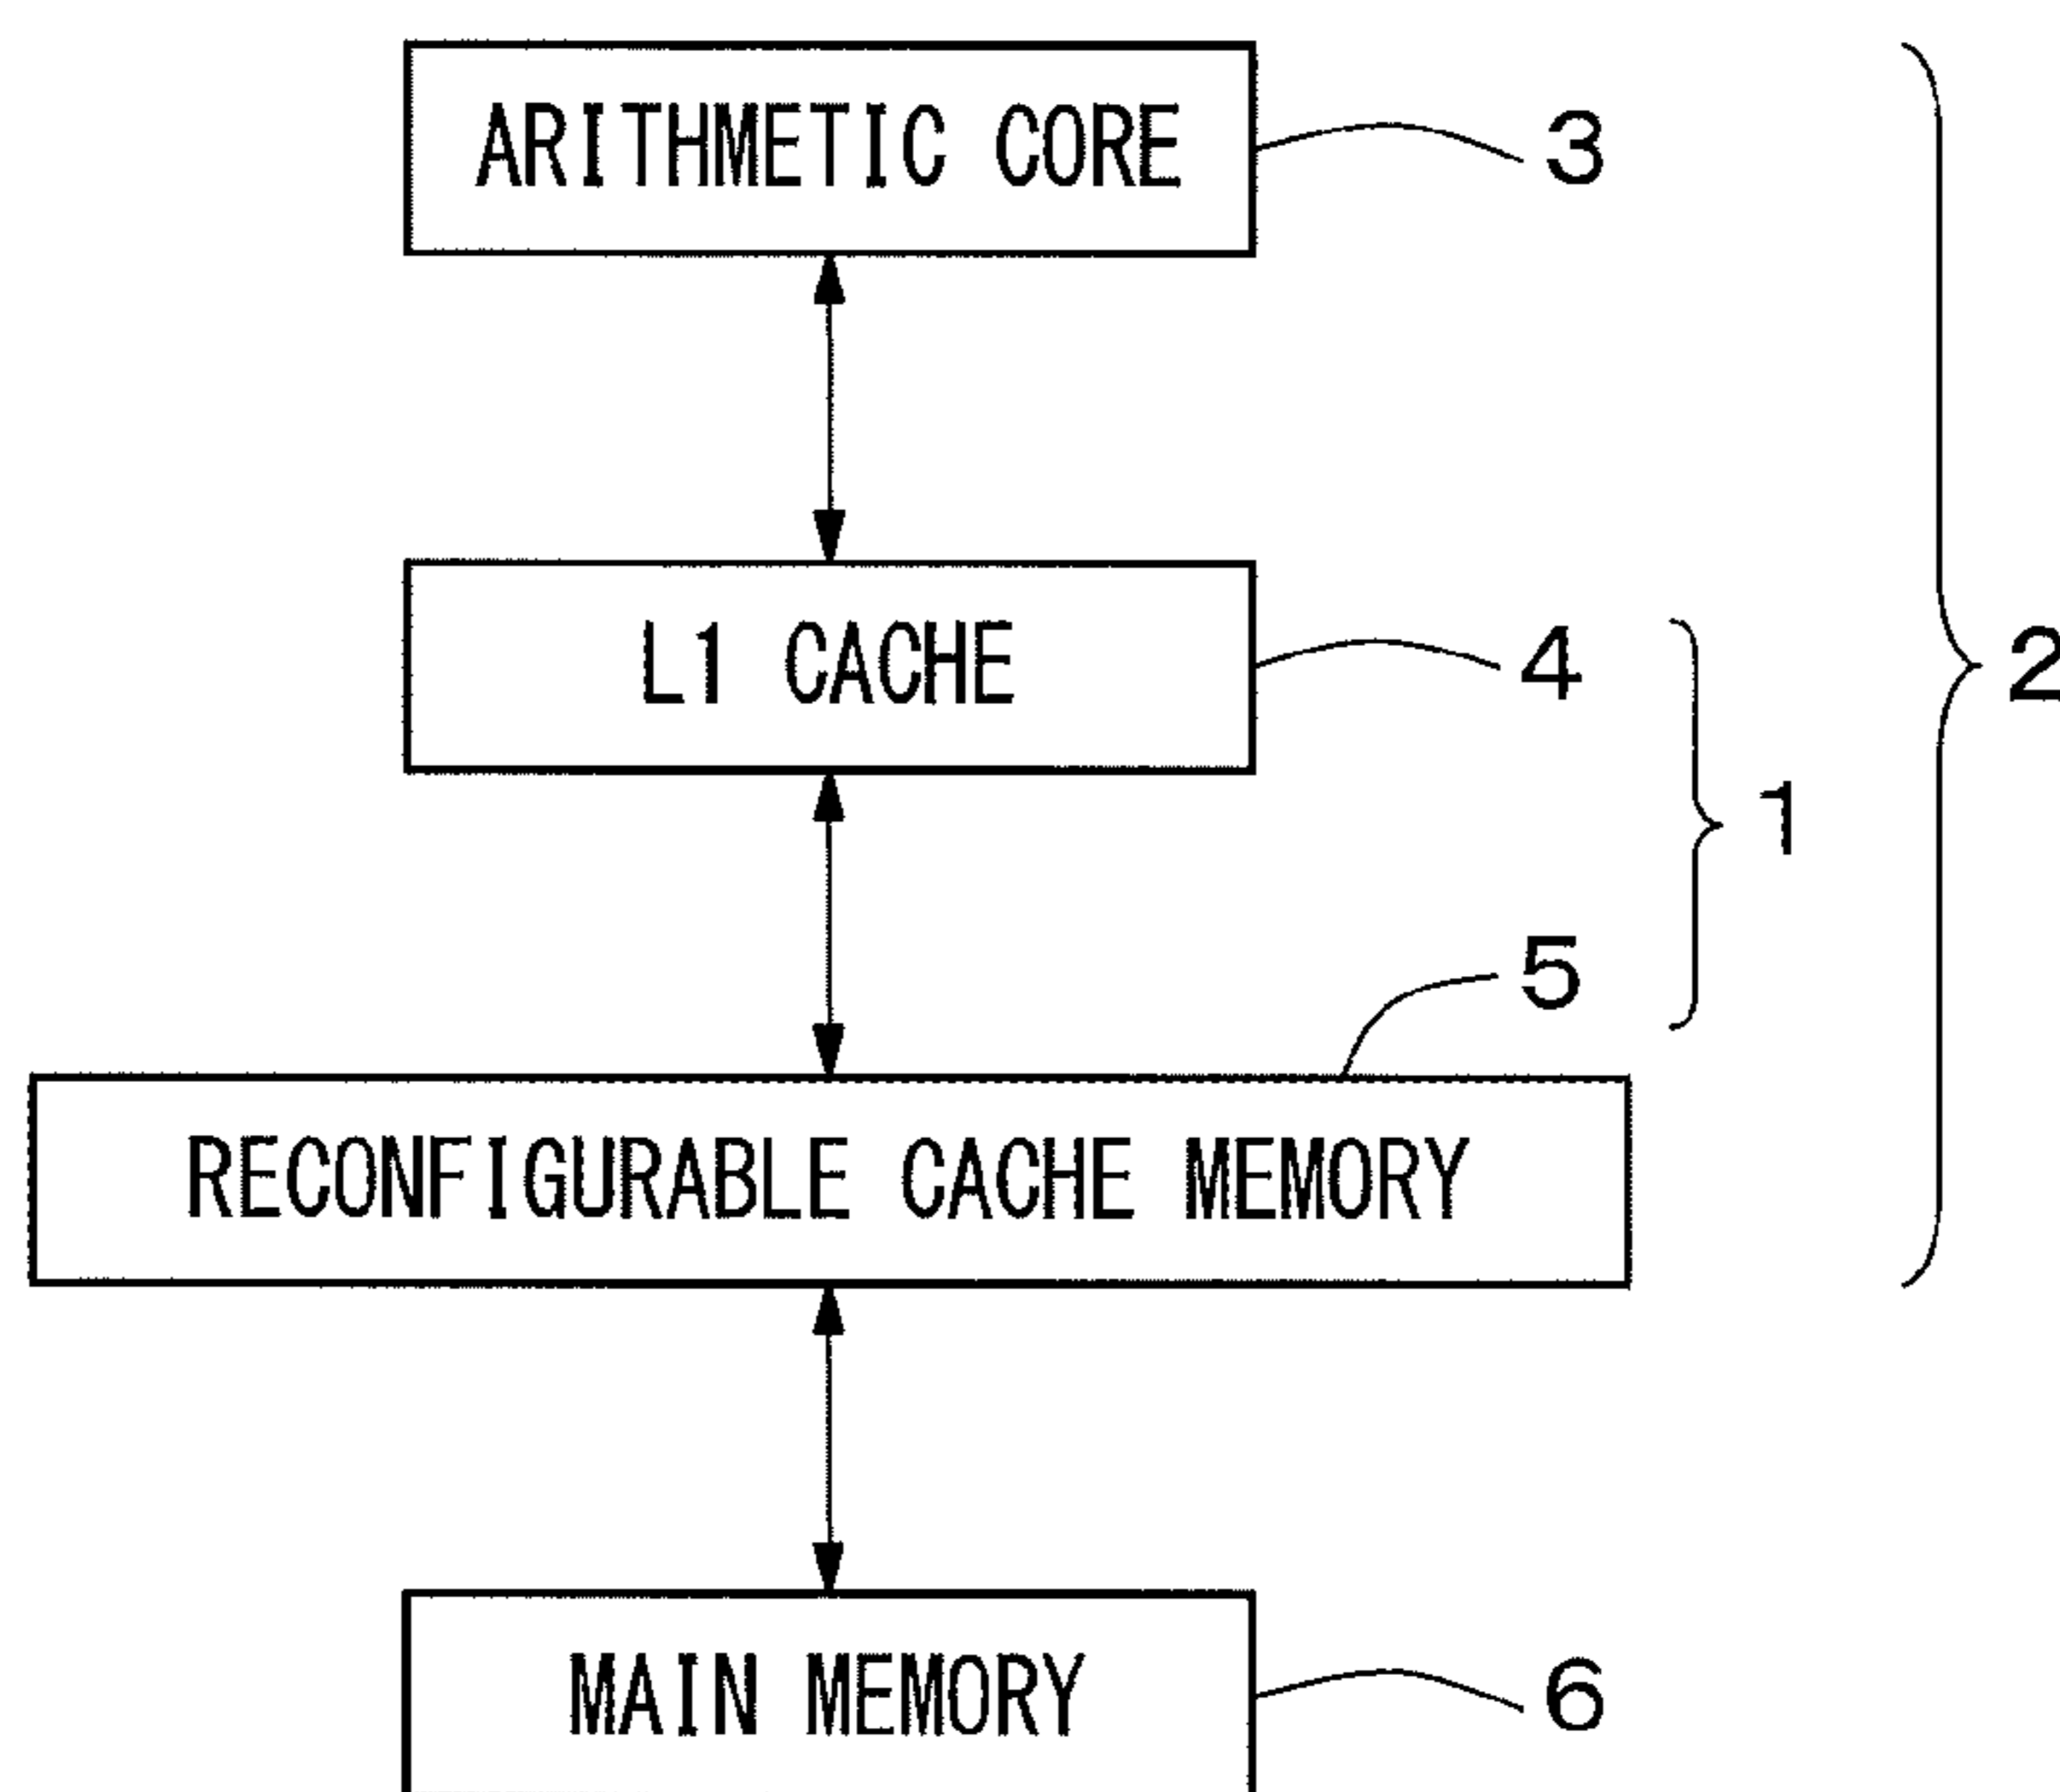 ARITHMETIC CORE 3
L1 CACHE 4
2
1
5
RECONFIGURABLE CACHE MEMORY
MAIN MEMORY 6